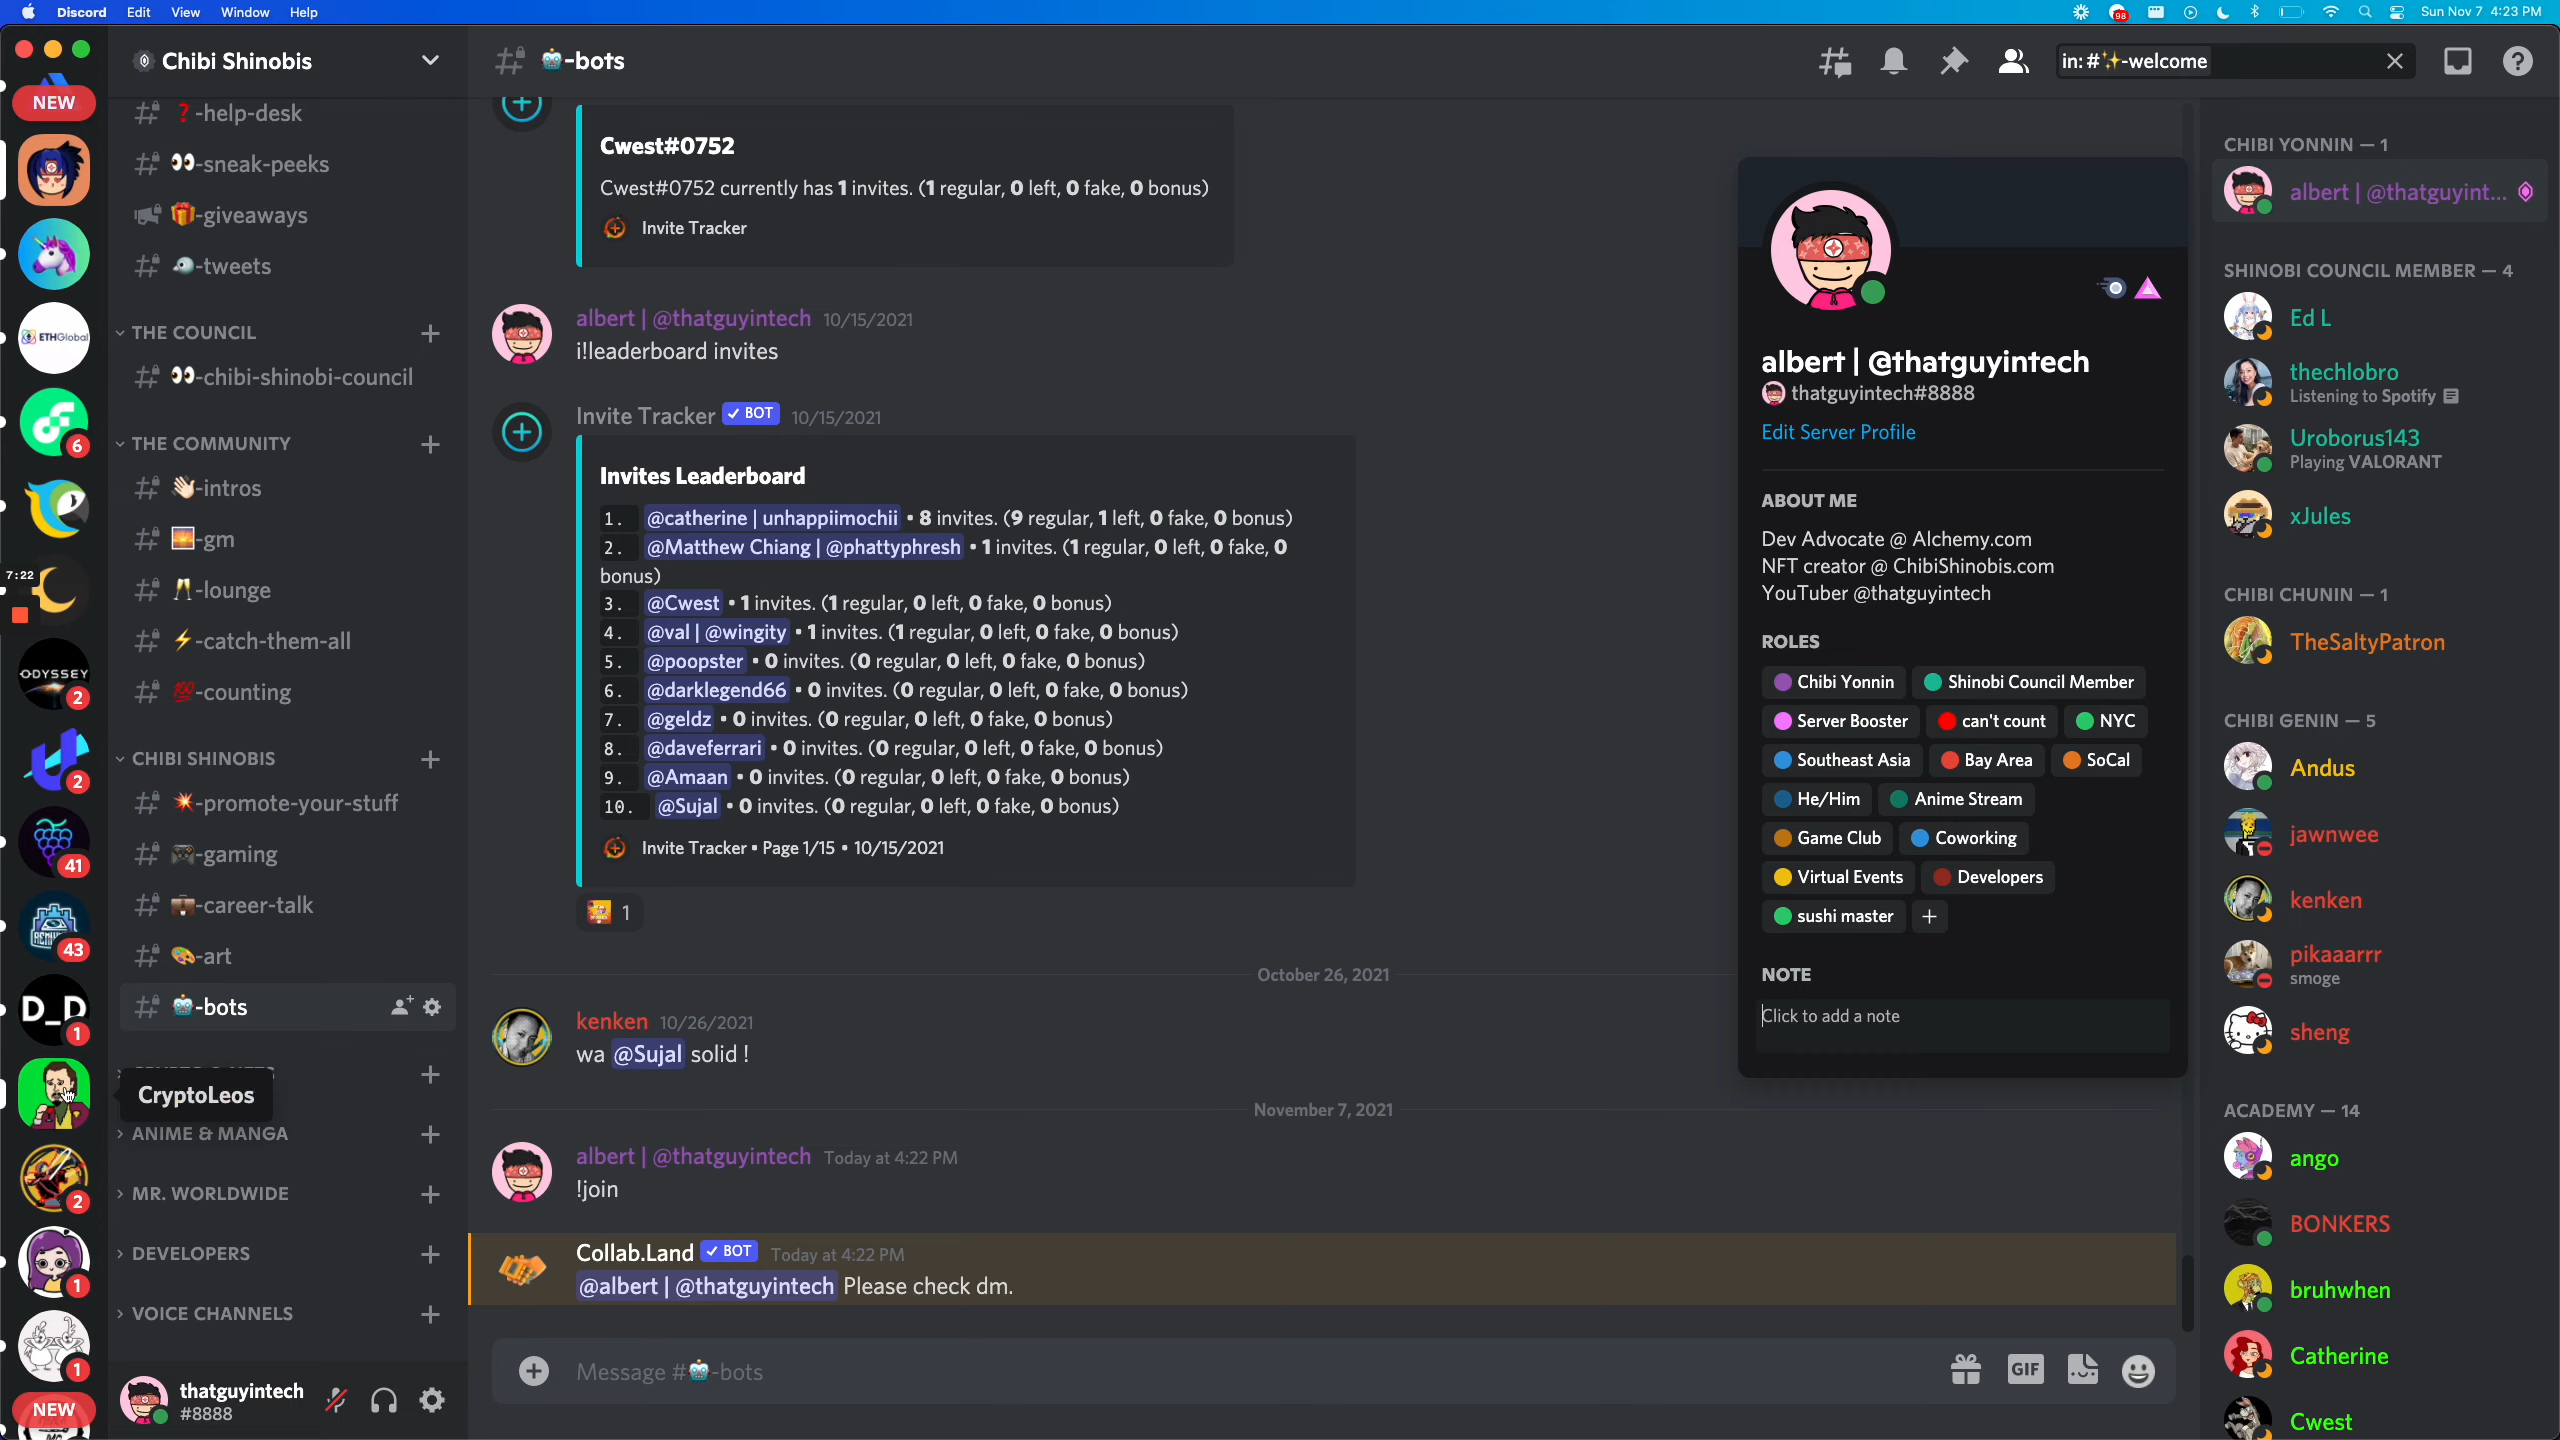 Discord Edit View Window Help
98
Sun Nov 7 4:23 PM
NEW
ETHGlobal
6
7:22
ODYSSEY
2
2
41
43
D_D
1
CryptoLeos
2
1
1
NEW
Chibi Shinobis
❓-help-desk
👀-sneak-peeks
🎁-giveaways
🐦-tweets
THE COUNCIL
👀-chibi-shinobi-council
THE COMMUNITY
👋🏻-intros
🌅-gm
🥂-lounge
⚡-catch-them-all
💯-counting
CHIBI SHINOBIS
💥-promote-your-stuff
🎮-gaming
💼-career-talk
🎨-art
🤖-bots
ANIME & MANGA
MR. WORLDWIDE
DEVELOPERS
VOICE CHANNELS
thatguyintech
#8888
🤖-bots
in: #✨-welcome
Cwest#0752
Cwest#0752 currently has 1 invites. (1 regular, 0 left, 0 fake, 0 bonus)
Invite Tracker
albert | @thatguyintech 10/15/2021
i!leaderboard invites
Invite Tracker ✓ BOT 10/15/2021
Invites Leaderboard
1. @catherine | unhappiimochii • 8 invites. (9 regular, 1 left, 0 fake, 0 bonus)
2. @Matthew Chiang | @phattyphresh • 1 invites. (1 regular, 0 left, 0 fake, 0
bonus)
3. @Cwest • 1 invites. (1 regular, 0 left, 0 fake, 0 bonus)
4. @val | @wingity • 1 invites. (1 regular, 0 left, 0 fake, 0 bonus)
5. @poopster • 0 invites. (0 regular, 0 left, 0 fake, 0 bonus)
6. @darklegend66 • 0 invites. (0 regular, 0 left, 0 fake, 0 bonus)
7. @geldz • 0 invites. (0 regular, 0 left, 0 fake, 0 bonus)
8. @daveferrari • 0 invites. (0 regular, 0 left, 0 fake, 0 bonus)
9. @Amaan • 0 invites. (0 regular, 0 left, 0 fake, 0 bonus)
10. @Sujal • 0 invites. (0 regular, 0 left, 0 fake, 0 bonus)
Invite Tracker • Page 1/15 • 10/15/2021
1
October 26, 2021
kenken 10/26/2021
wa @Sujal solid !
November 7, 2021
albert | @thatguyintech Today at 4:22 PM
!join
Collab.Land ✓ BOT Today at 4:22 PM
@albert | @thatguyintech Please check dm.
Message #🤖-bots
GIF
albert | @thatguyintech
thatguyintech#8888
Edit Server Profile
ABOUT ME
Dev Advocate @ Alchemy.com
NFT creator @ ChibiShinobis.com
YouTuber @thatguyintech
ROLES
Chibi Yonnin Shinobi Council Member
Server Booster can't count NYC
Southeast Asia Bay Area SoCal
He/Him Anime Stream
Game Club Coworking
Virtual Events Developers
sushi master +
NOTE
Click to add a note
CHIBI YONNIN — 1
albert | @thatguyint...
SHINOBI COUNCIL MEMBER — 4
Ed L
thechlobro
Listening to Spotify
Uroborus143
Playing VALORANT
xJules
CHIBI CHUNIN — 1
TheSaltyPatron
CHIBI GENIN — 5
Andus
jawnwee
kenken
pikaaarrr
smoge
sheng
ACADEMY — 14
ango
BONKERS
bruhwhen
Catherine
Cwest